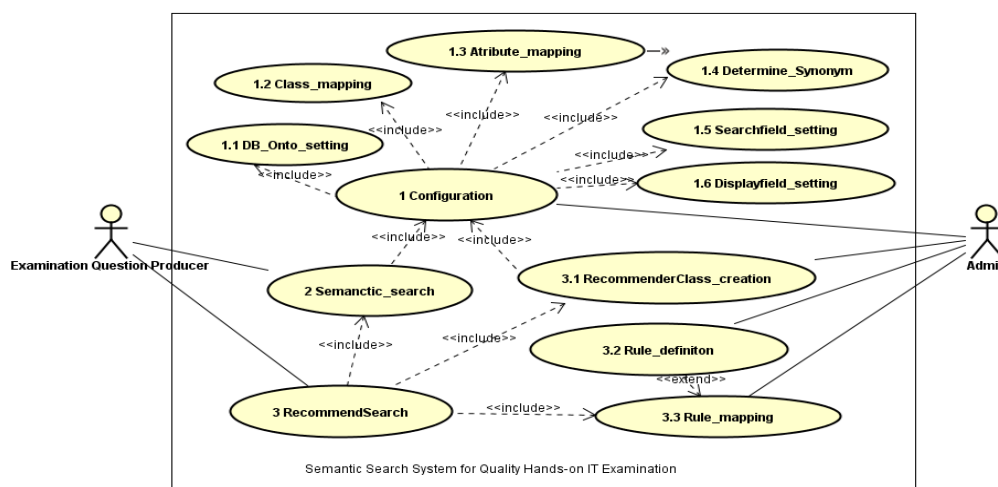 1.3 Atribute_mapping
1.2 Class_mapping
1.4 Determine_Synonym
<<include>>
<<include>>
<<include>>
1.1 DB_Onto_setting
1.5 Searchfield_setting
<<include>>
<<include>>
<<include>>
1.6 Displayfield_setting
1 Configuration
<<include>>
<<include>>
Examination Question Producer
Admi
2 Semanctic_search
3.1 RecommenderClass_creation
<<include>>
<<include>>
3.2 Rule_definiton
<<extend>>
3 RecommendSearch
<<include>>
3.3 Rule_mapping
Semantic Search System for Quality Hands-on IT Examination